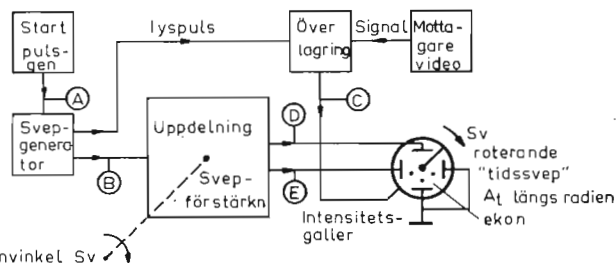 Start
pulsgen
lyspuls
Över
lagring
Signal
Motta-
gare
video
A
C
Svep-
genera
tor
B
Uppdelning
Svep-
förstärkn
D
E
Sv
roterande
"tidssvep"
At längs radien
ekon
Intensitets-
galler
nvinkel Sv